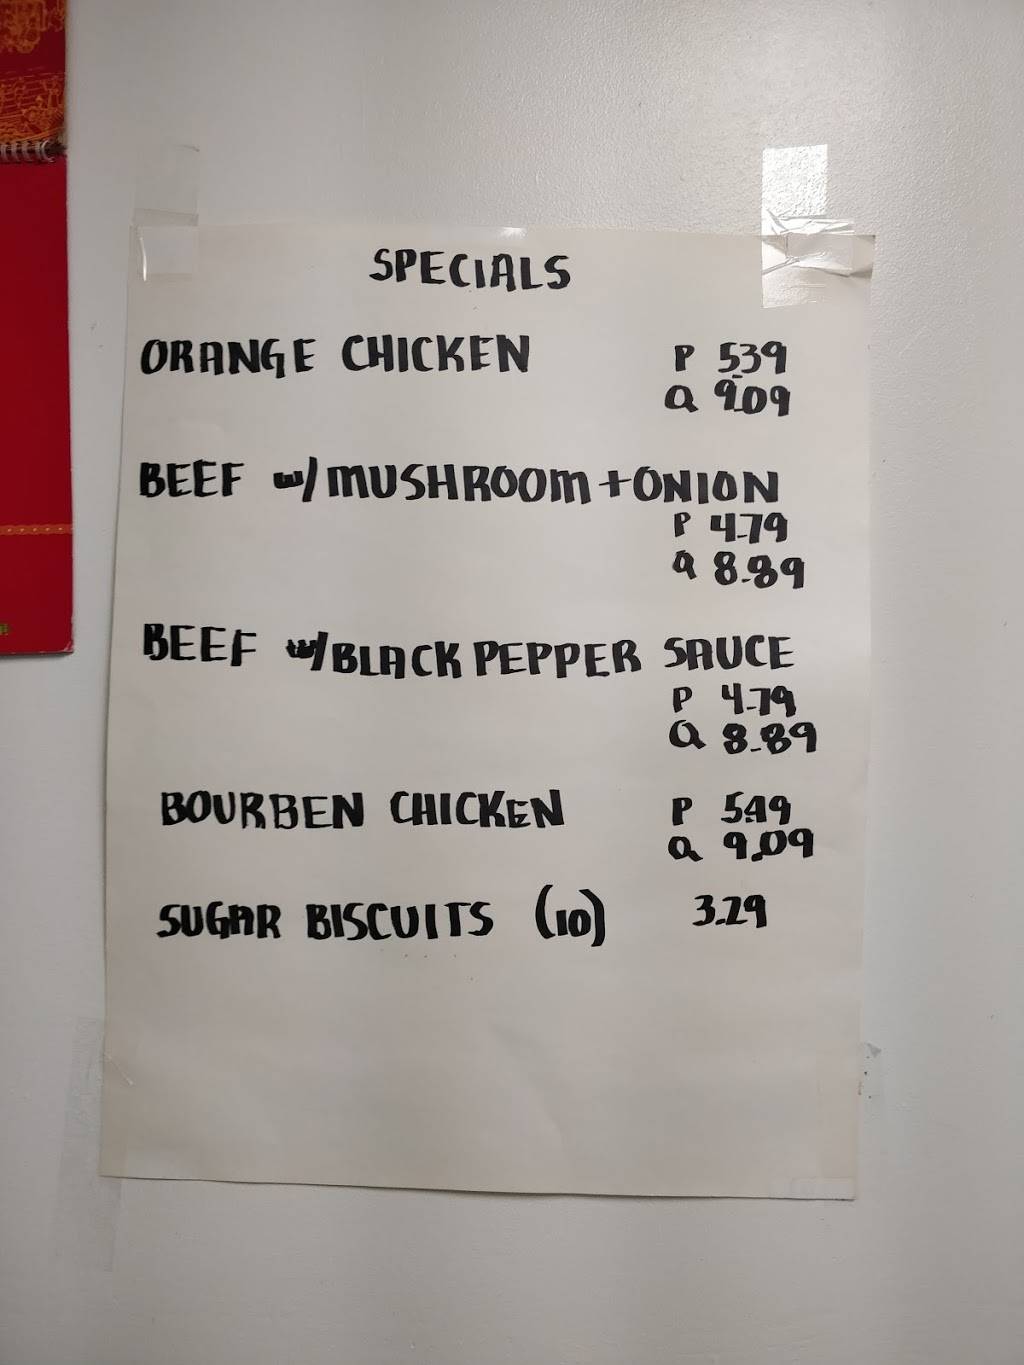 SPECIALS
ORANGE CHICKEN P 5.39
Q 9.09
BEEF w/ MUSHROOM + ONION
P 4.79
Q 8.89
BEEF w/ BLACK PEPPER SAUCE
P 4.79
Q 8.89
BOURBEN CHICKEN P 5.49
Q 9.09
SUGAR BISCUITS (10) 3.29